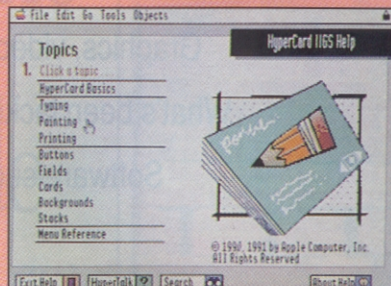 File Edit Go Tools Objects
HyperCard IIGS Help
Topics
1. Click a topic
HyperCard Basics
Typing
Painting
Printing
Buttons
Fields
Cards
Backgrounds
Stacks
Menu Reference
© 1990, 1991 by Apple Computer, Inc.
All Rights Reserved
Exit Help HyperTalk ? Search About Help